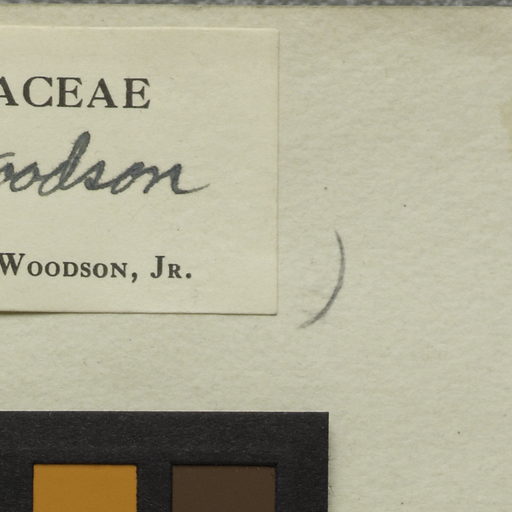 ACEAE
oodson
Woodson, Jr.
)